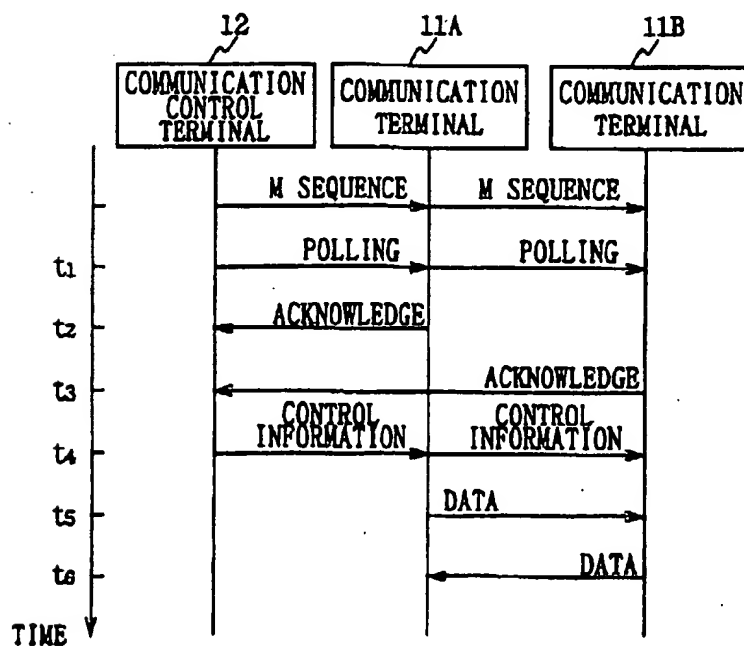 12
11A
11B
COMMUNICATION
CONTROL
TERMINAL
COMMUNICATION
TERMINAL
COMMUNICATION
TERMINAL
M SEQUENCE
M SEQUENCE
t1
POLLING
POLLING
t2
ACKNOWLEDGE
t3
ACKNOWLEDGE
CONTROL
INFORMATION
CONTROL
INFORMATION
t4
t5
DATA
t6
DATA
TIME